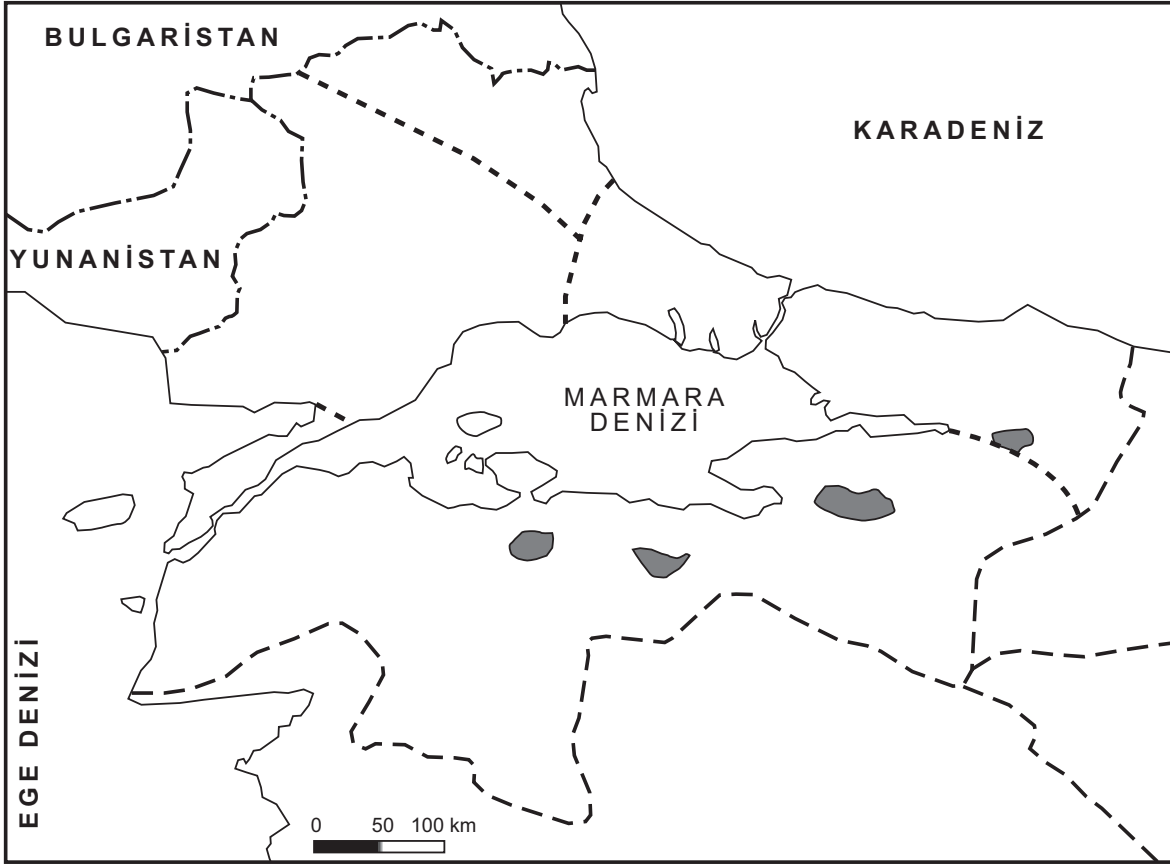 BULGARİSTAN
KARADENİZ
YUNANİSTAN
MARMARA
DENİZİ
EGE DENİZİ
0 50 100 km